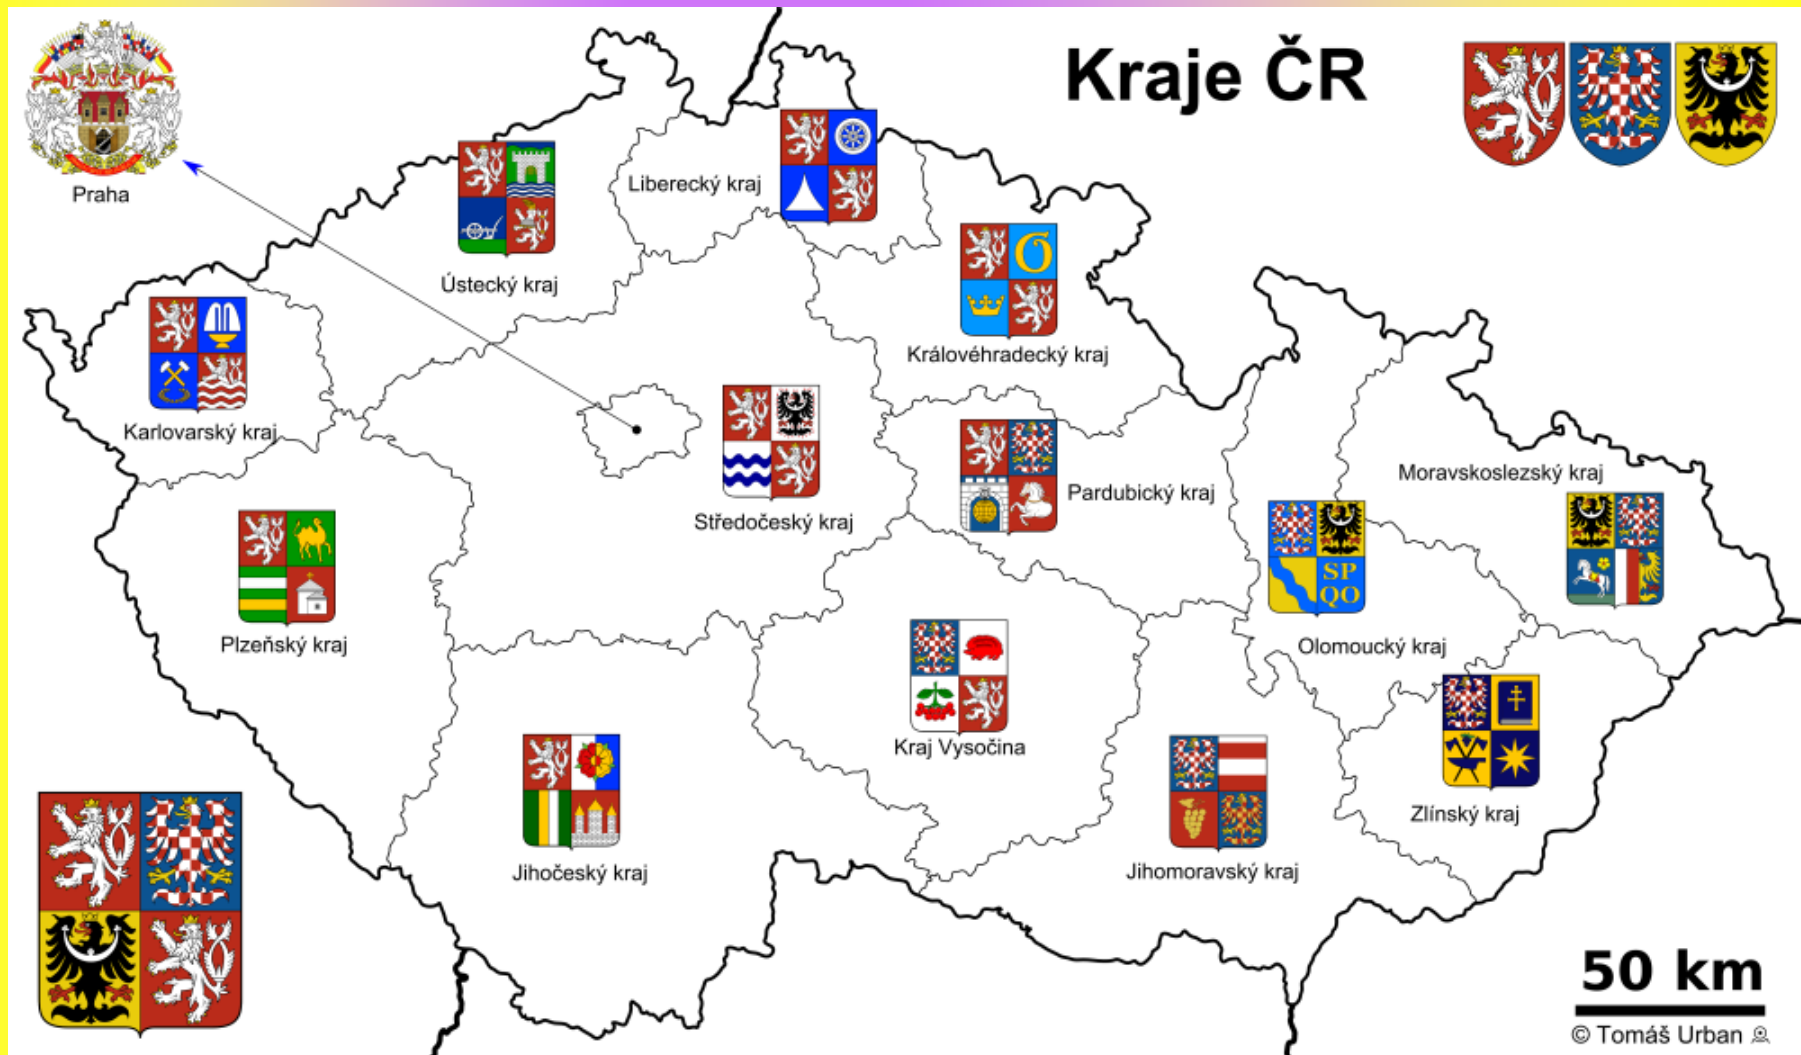 Kraje ČR
Praha
Liberecký kraj
Ústecký kraj
Královéhradecký kraj
Karlovarský kraj
Moravskoslezský kraj
Pardubický kraj
Středočeský kraj
SP
QO
Plzeňský kraj
Olomoucký kraj
Kraj Vysočina
Zlínský kraj
Jihočeský kraj
Jihomoravský kraj
50 km
© Tomáš Urban